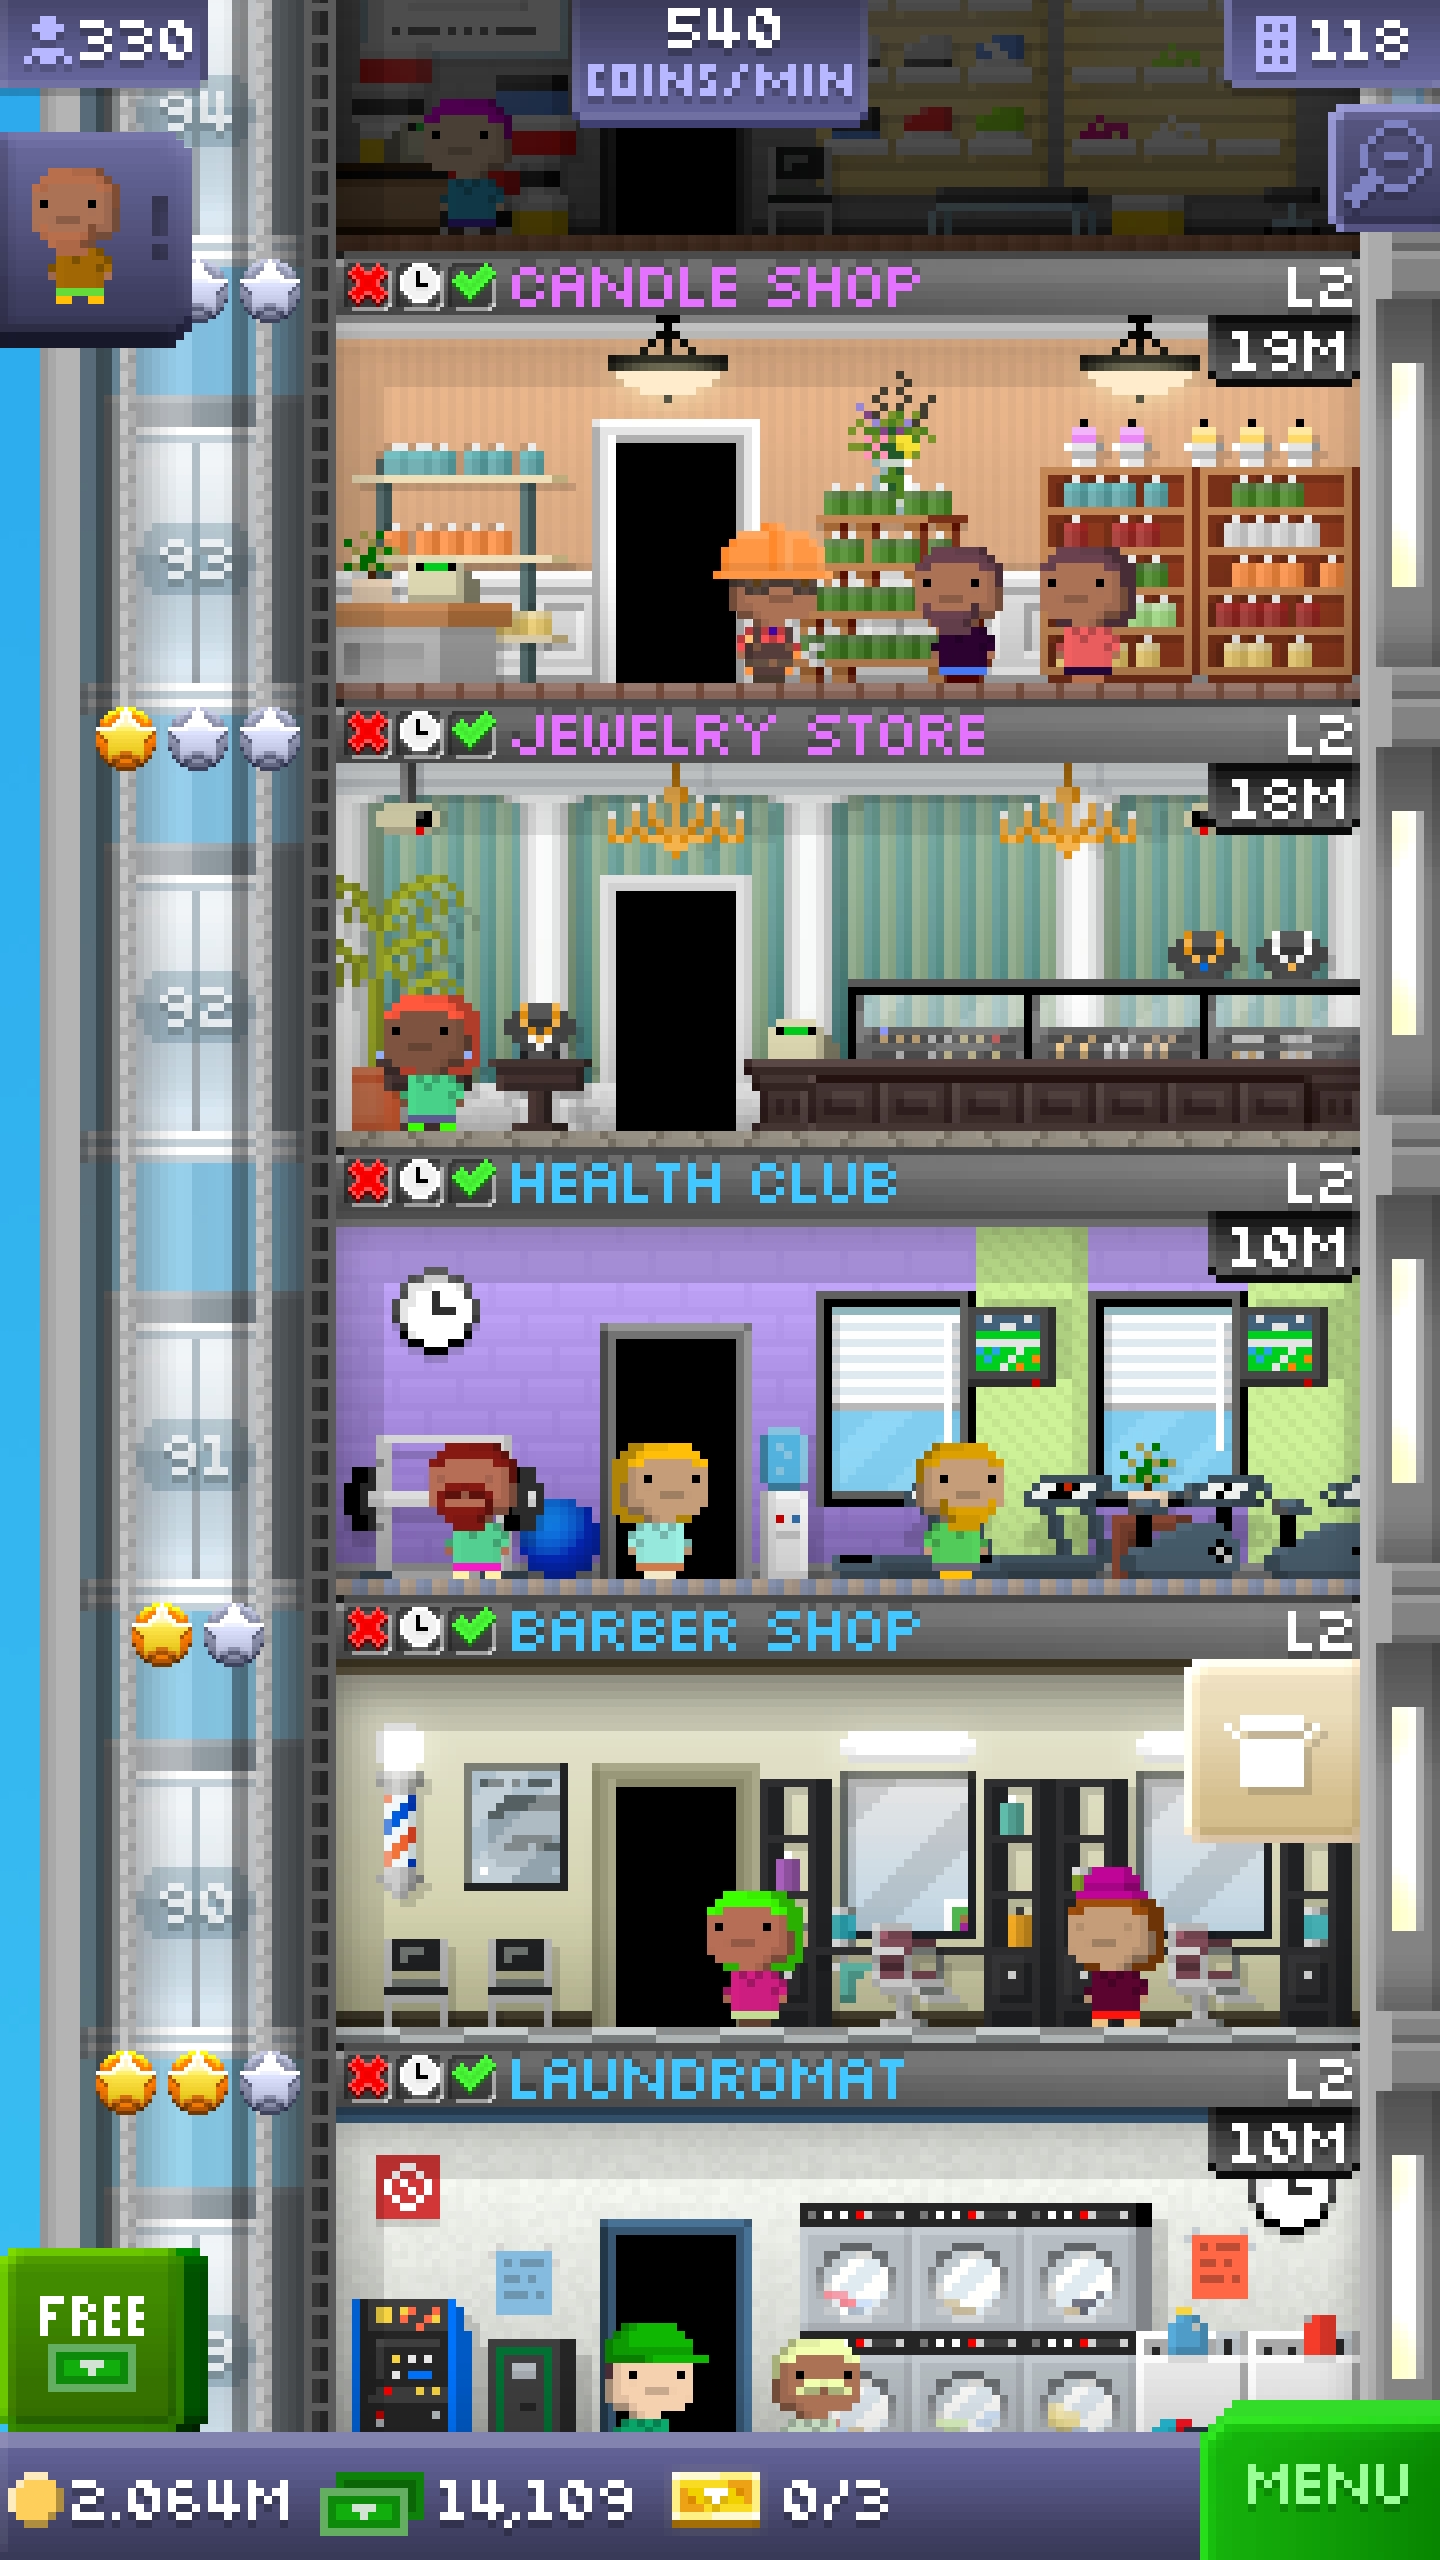 330
540
COINS/MIN
118
94
!
CANDLE SHOP
L2
19M
93
JEWELRY STORE
L2
18M
92
HEALTH CLUB
L2
10M
91
BARBER SHOP
L2
90
LAUNDROMAT
L2
10M
FREE
2.064M
14,109
0/3
MENU